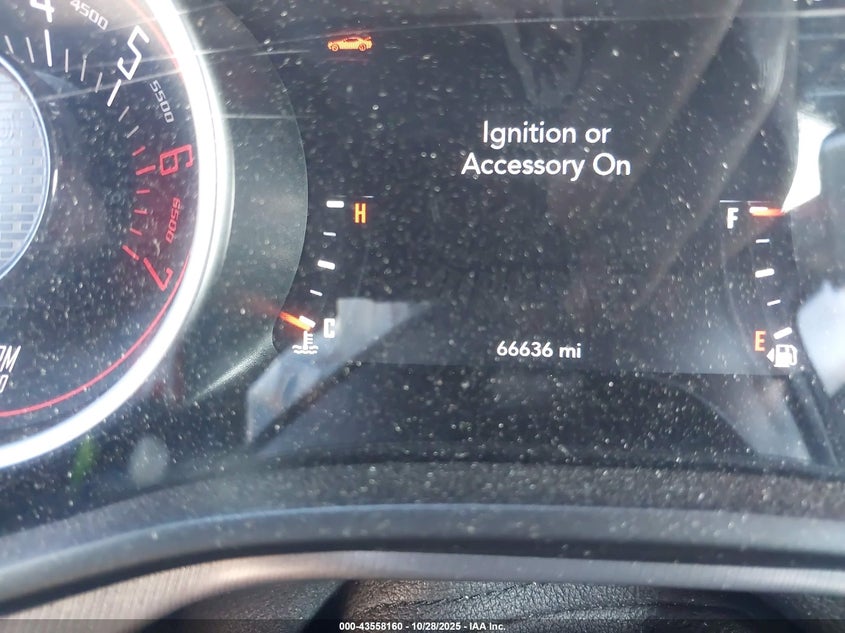 4
4500
5
5500
6
6500
7
Ignition or
Accessory On
H
F
C
E
66636 mi
000-43558160 - 10/28/2025 - IAA Inc.